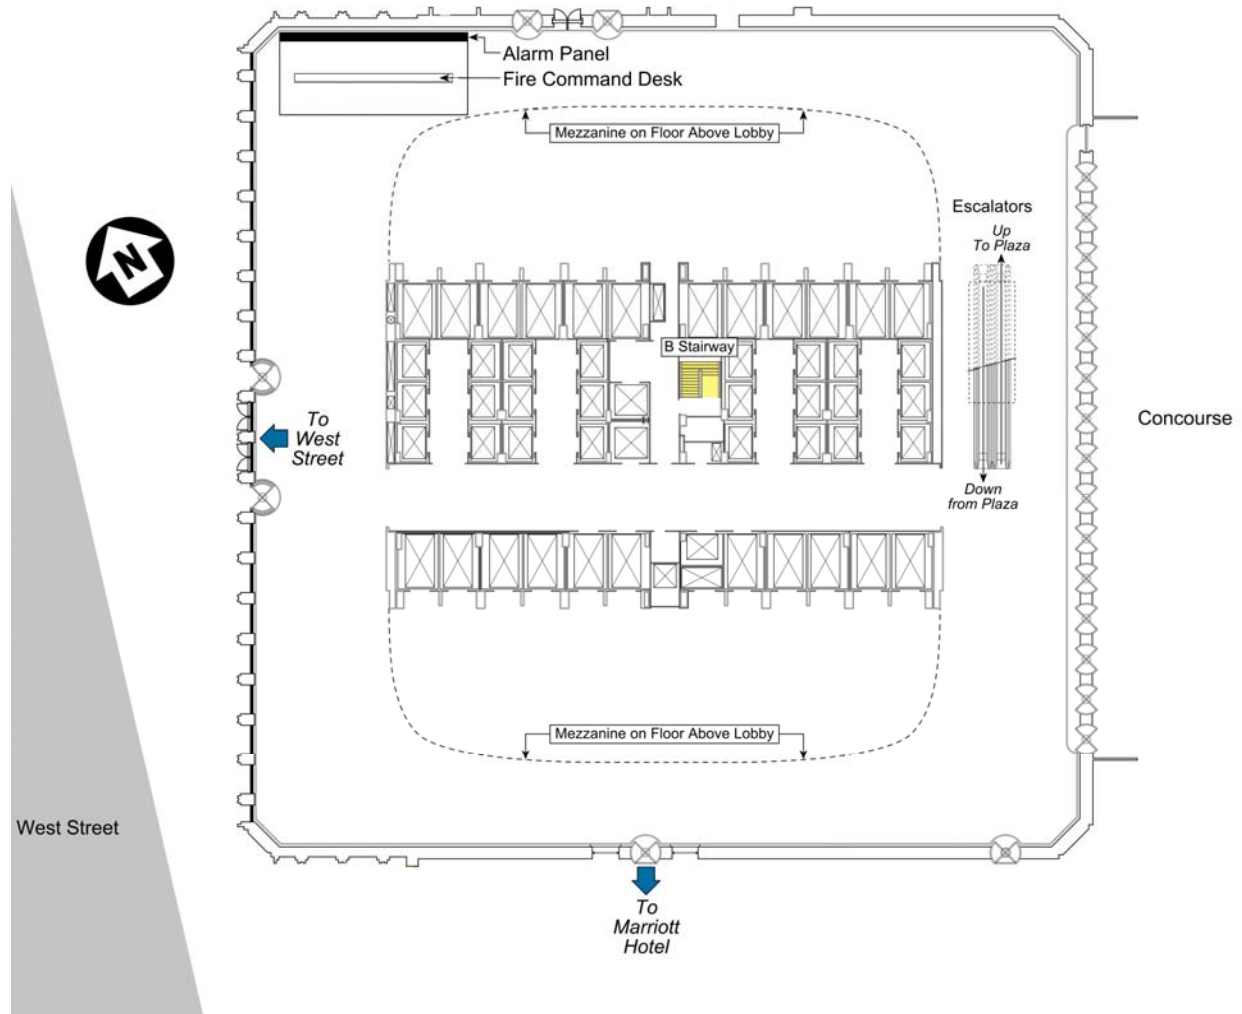 Alarm Panel
Fire Command Desk
Mezzanine on Floor Above Lobby
Escalators
Up
To Plaza
N
B Stairway
To
West
Street
Concourse
Down
from Plaza
Mezzanine on Floor Above Lobby
West Street
To
Marriott
Hotel